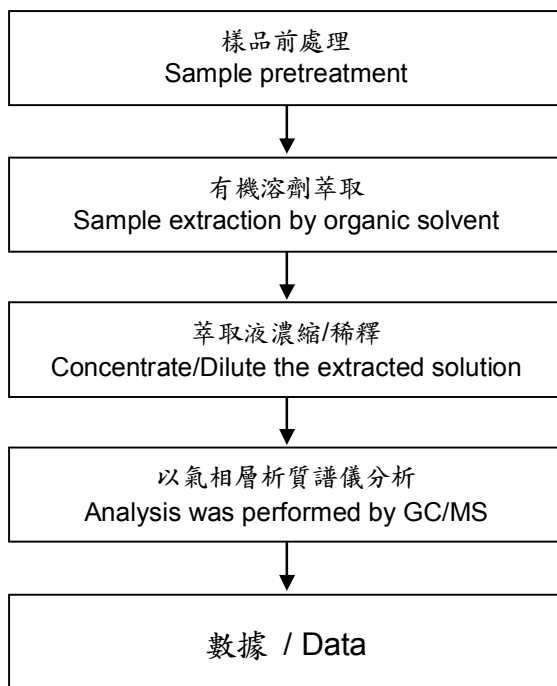 樣品前處理
Sample pretreatment
有機溶劑萃取
Sample extraction by organic solvent
萃取液濃縮/稀釋
Concentrate/Dilute the extracted solution
以氣相層析質譜儀分析
Analysis was performed by GC/MS
數據 / Data